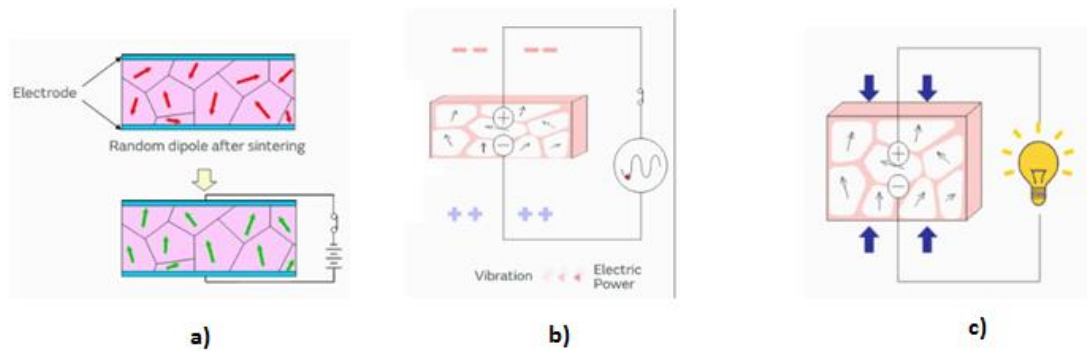 Electrode
Random dipole after sintering
Vibration
Electric
Power
a)
b)
c)